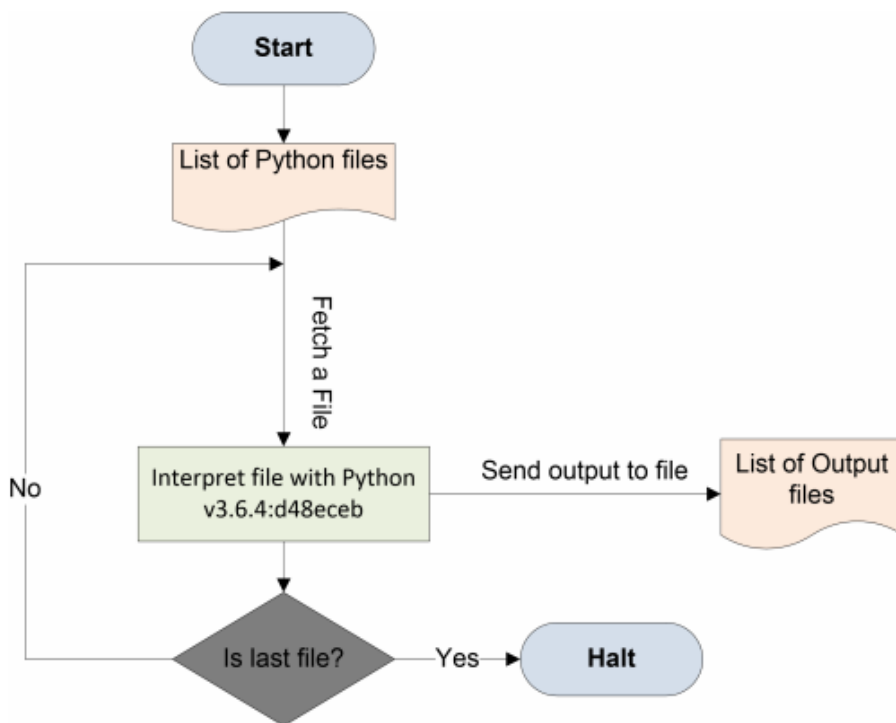 Start
List of Python files
Fetch a File
Interpret file with Python
v3.6.4:d48eceb
Send output to file
List of Output
files
No
Is last file?
Yes
Halt